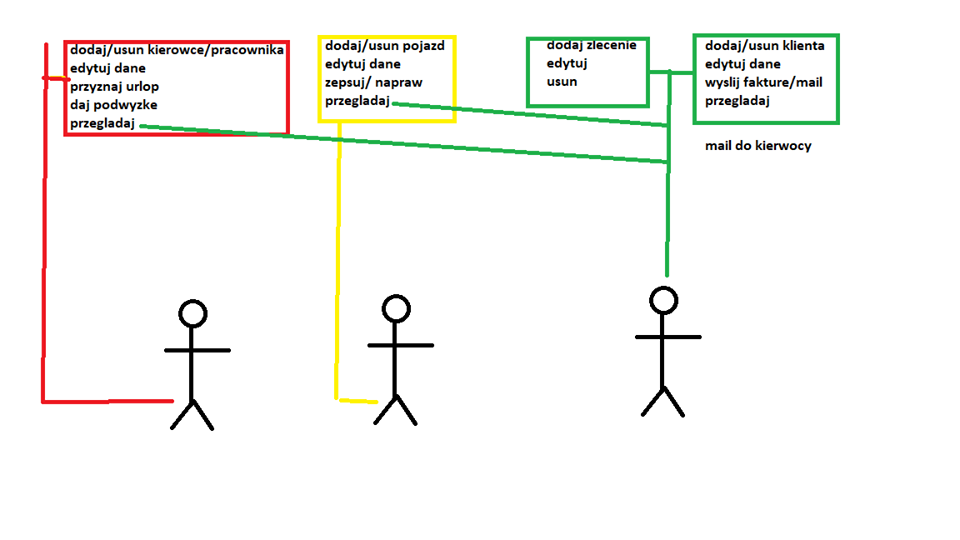 dodaj/usun kierowce/pracownika
edytuj dane
przyznaj urlop
daj podwyzke
przegladaj
dodaj/usun pojazd
edytuj dane
zepsuj/ napraw
przegladaj
dodaj zlecenie
edytuj
usun
dodaj/usun klienta
edytuj dane
wyslij fakture/mail
przegladaj
mail do kierwocy